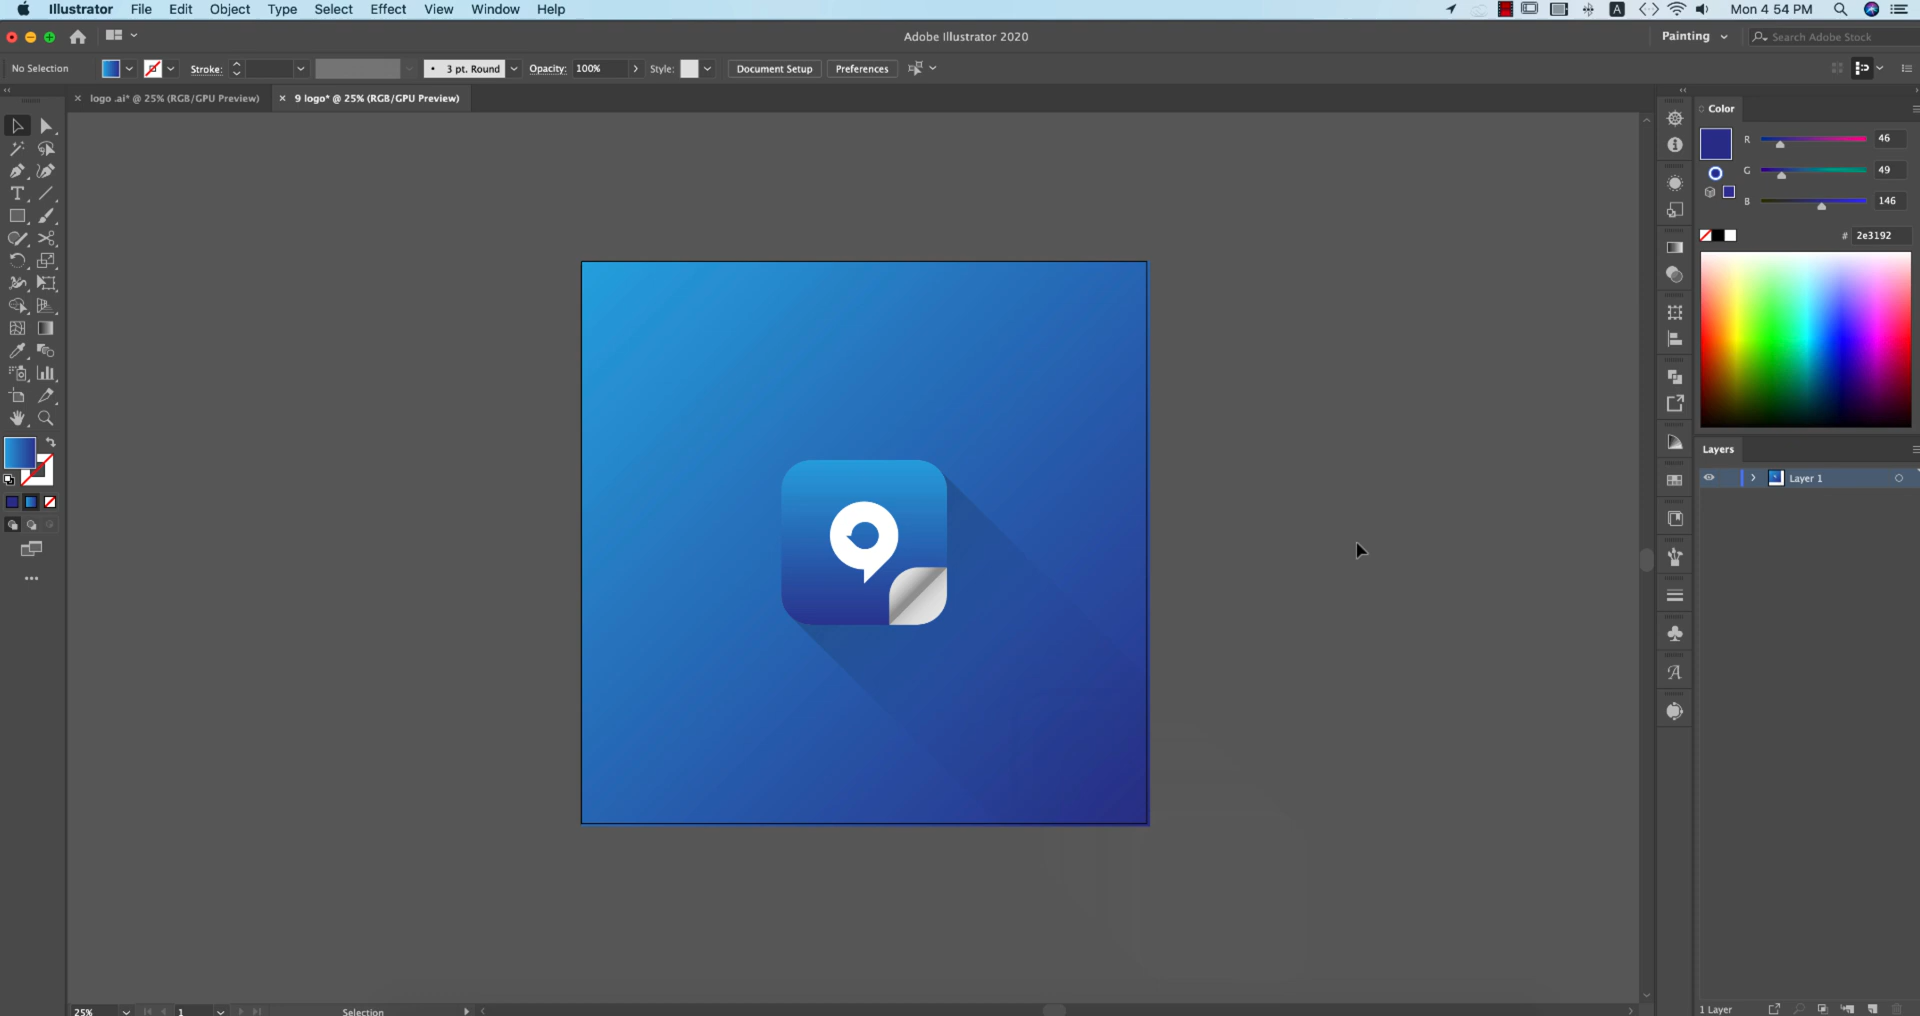 Illustrator File Edit Object Type Select Effect View Window Help
A Mon 4 54 PM
Adobe Illustrator 2020
Painting
Search Adobe Stock
No Selection
Stroke:
3 pt. Round
Opacity: 100%
Style:
Document Setup
Preferences
logo .ai* @ 25% (RGB/GPU Preview)
9 logo* @ 25% (RGB/GPU Preview)
Color
R 46
G 49
B 146
# 2e3192
Layers
Layer 1
25%
1
Selection
1 Layer